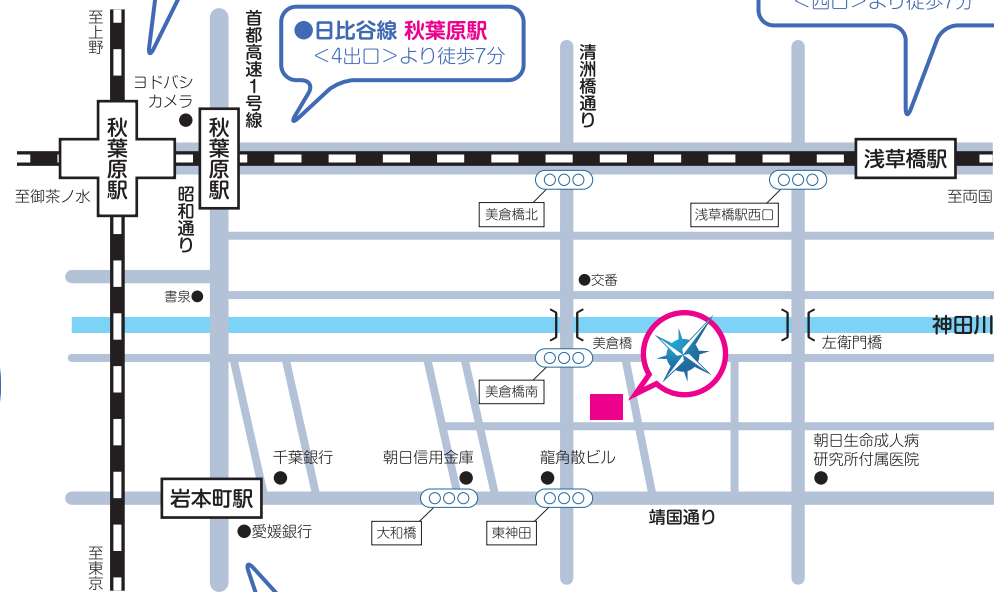 至上野
首都高速1号線
●日比谷線 秋葉原駅
＜4出口＞より徒歩7分
＜西口＞より徒歩7分
清洲橋通り
ヨドバシ
カメラ
秋葉原駅
秋葉原駅
浅草橋駅
至御茶ノ水
昭和通り
美倉橋北
浅草橋駅西口
至両国
書泉
交番
神田川
美倉橋
左衛門橋
美倉橋南
朝日生命成人病
研究所付属医院
千葉銀行
朝日信用金庫
龍角散ビル
岩本町駅
靖国通り
愛媛銀行
大和橋
東神田
至東京